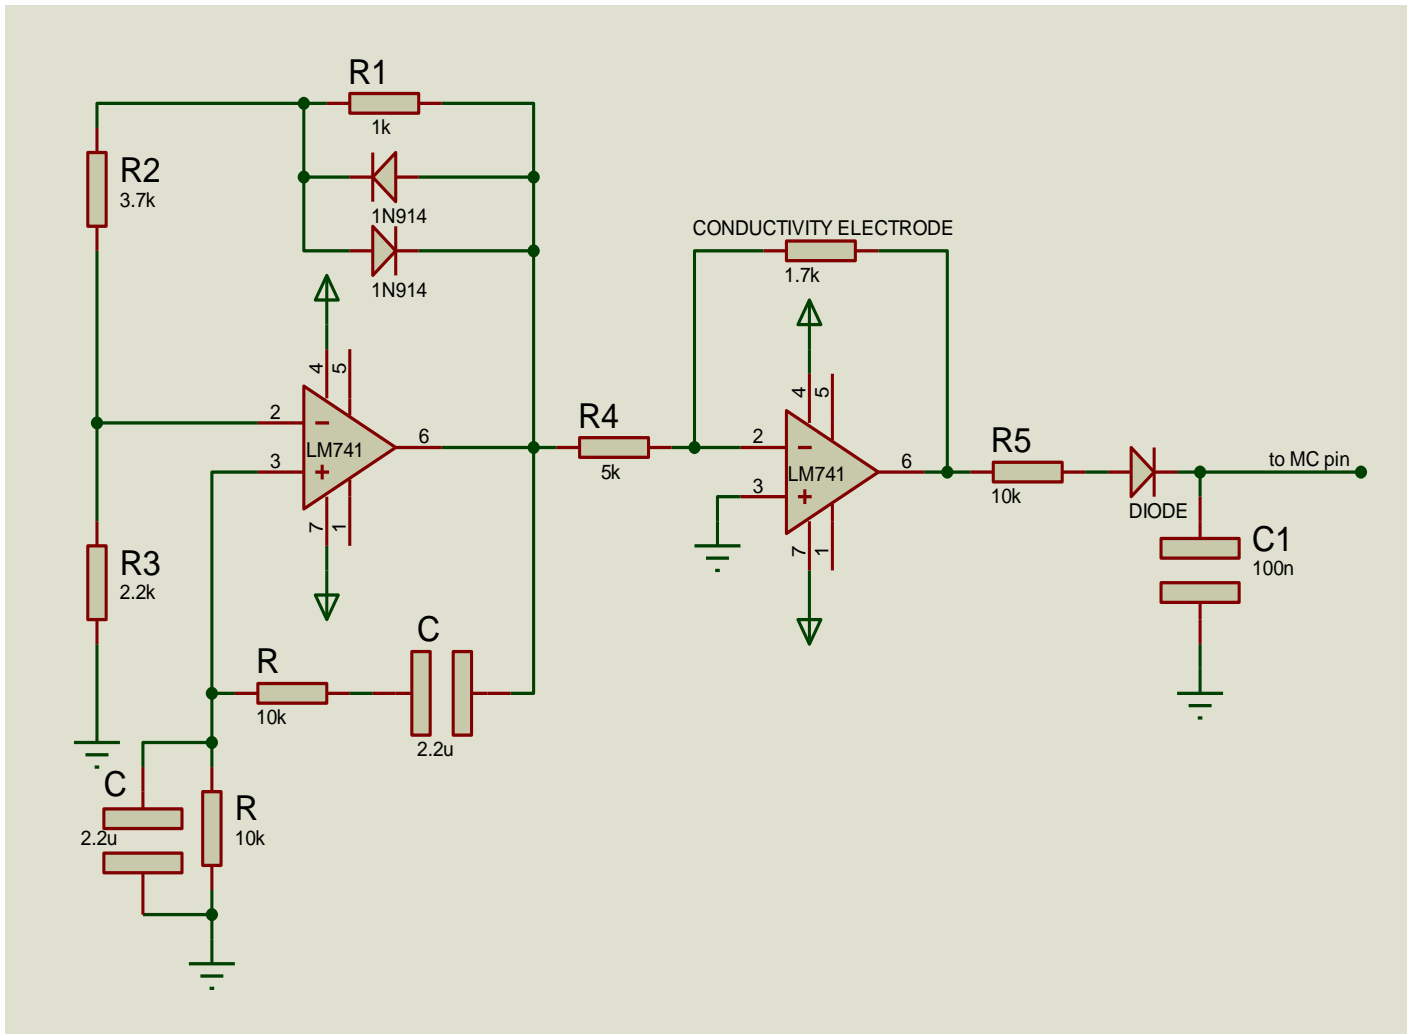 R1
1k
R2
3.7k
1N914
1N914
CONDUCTIVITY ELECTRODE
1.7k
4
5
2
3
LM741
6
7
1
R4
5k
4
5
2
3
LM741
6
7
1
R5
10k
DIODE
to MC pin
C1
100n
R3
2.2k
R
10k
C
2.2u
C
2.2u
R
10k